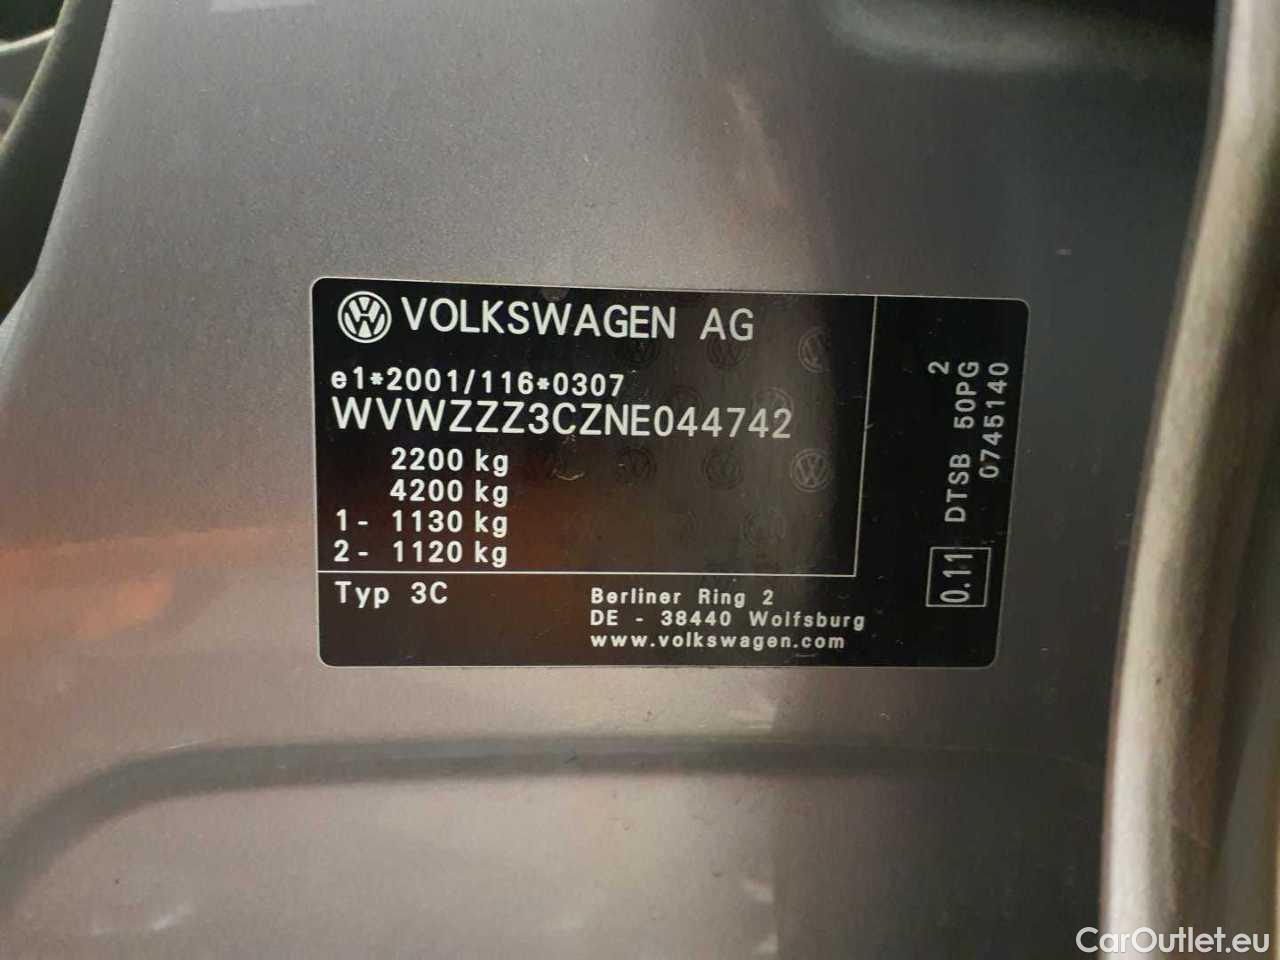 VOLKSWAGEN AG
e1*2001/116*0307
WVWZZZ3CZNE044742
2200 kg
4200 kg
1 - 1130 kg
2 - 1120 kg
Typ 3C
Berliner Ring 2
DE - 38440 Wolfsburg
www.volkswagen.com
2
0.11 DTSB 50PG
0745140
CarOutlet.eu